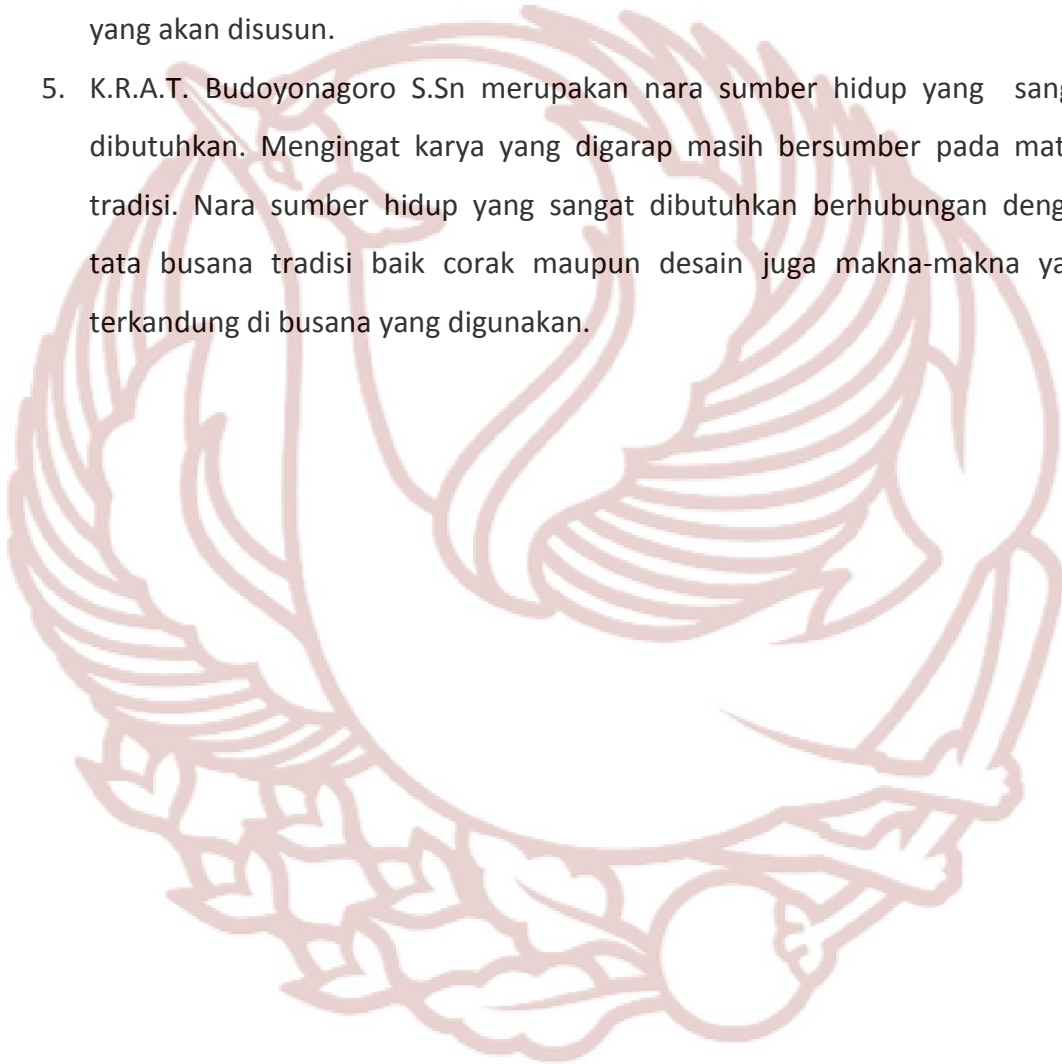 yang akan disusun.
5. K.R.A.T. Budoyonagoro S.Sn merupakan nara sumber hidup yang sang
dibutuhkan. Mengingat karya yang digarap masih bersumber pada mat
tradisi. Nara sumber hidup yang sangat dibutuhkan berhubungan deng
tata busana tradisi baik corak maupun desain juga makna-makna ya
terkandung di busana yang digunakan.